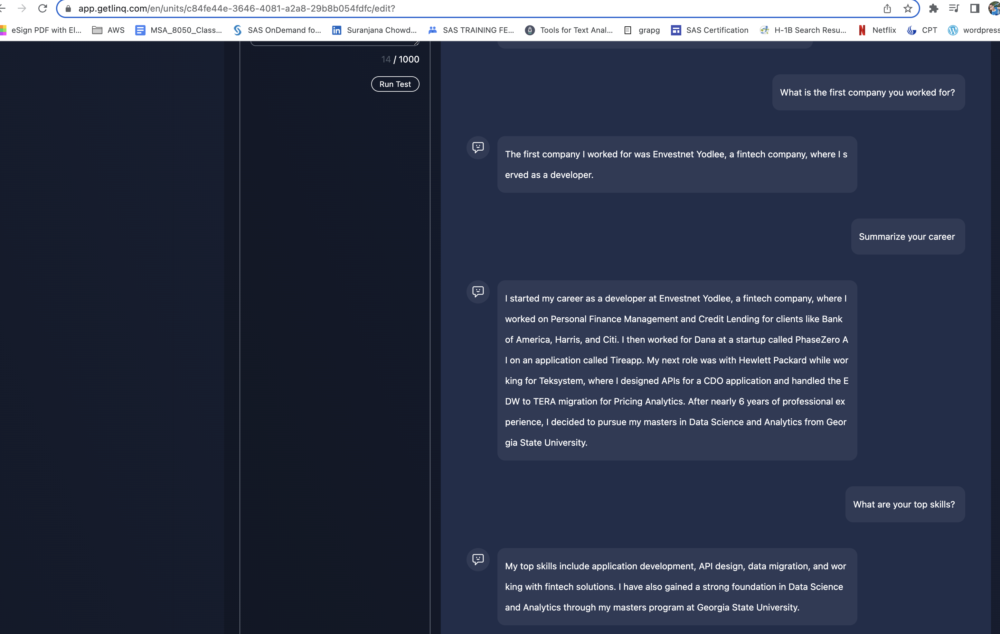 app.getlinq.com/en/units/c84fe44e-3646-4081-a2a8-29b8b054fdfc/edit?
eSign PDF with El... AWS MSA_8050_Class... SAS OnDemand fo... Suranjana Chowd... SAS TRAINING FE... Tools for Text Anal... grapg SAS Certification H-1B Search Resu... Netflix CPT wordpress
14 / 1000
Run Test
What is the first company you worked for?
The first company I worked for was Envestnet Yodlee, a fintech company, where I s
erved as a developer.
Summarize your career
I started my career as a developer at Envestnet Yodlee, a fintech company, where I
worked on Personal Finance Management and Credit Lending for clients like Bank
of America, Harris, and Citi. I then worked for Dana at a startup called PhaseZero A
I on an application called Tireapp. My next role was with Hewlett Packard while wor
king for Teksystem, where I designed APIs for a CDO application and handled the E
DW to TERA migration for Pricing Analytics. After nearly 6 years of professional ex
perience, I decided to pursue my masters in Data Science and Analytics from Geor
gia State University.
What are your top skills?
My top skills include application development, API design, data migration, and wor
king with fintech solutions. I have also gained a strong foundation in Data Science
and Analytics through my masters program at Georgia State University.